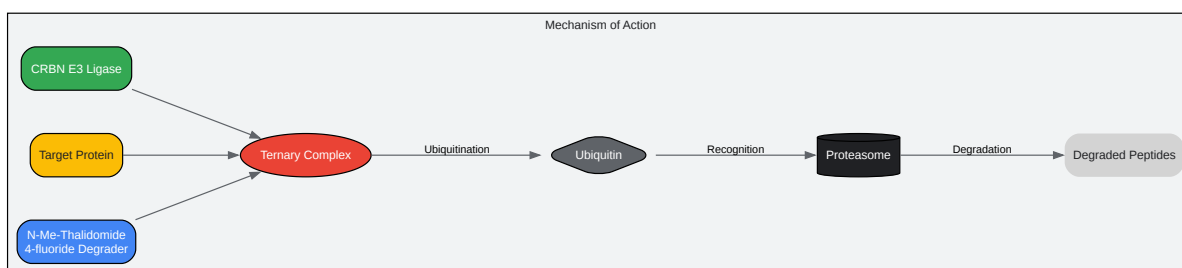 Mechanism of Action
CRBN E3 Ligase
Target Protein
N-Me-Thalidomide
4-fluoride Degrader
Ternary Complex
Ubiquitination
Ubiquitin
Recognition
Proteasome
Degradation
Degraded Peptides